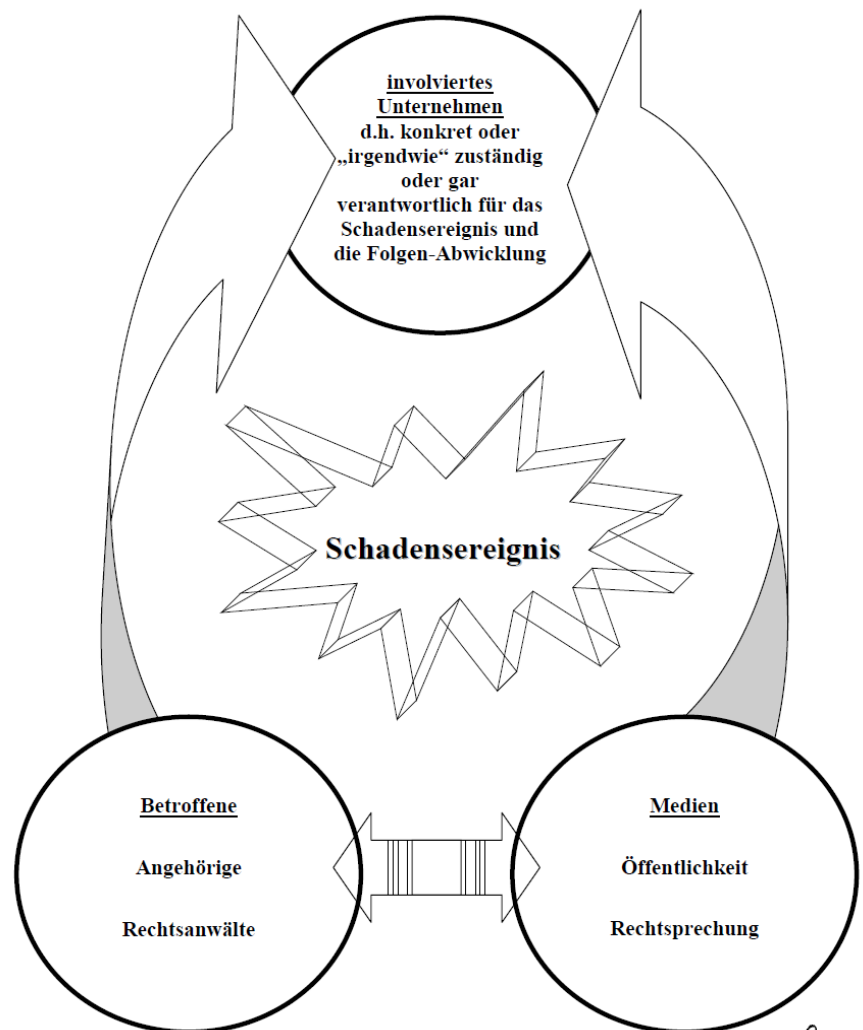 involviertes
Unternehmen
d.h. konkret oder
„irgendwie“ zuständig
oder gar
verantwortlich für das
Schadensereignis und
die Folgen-Abwicklung
Schadensereignis
Betroffene
Angehörige
Rechtsanwälte
Medien
Öffentlichkeit
Rechtsprechung